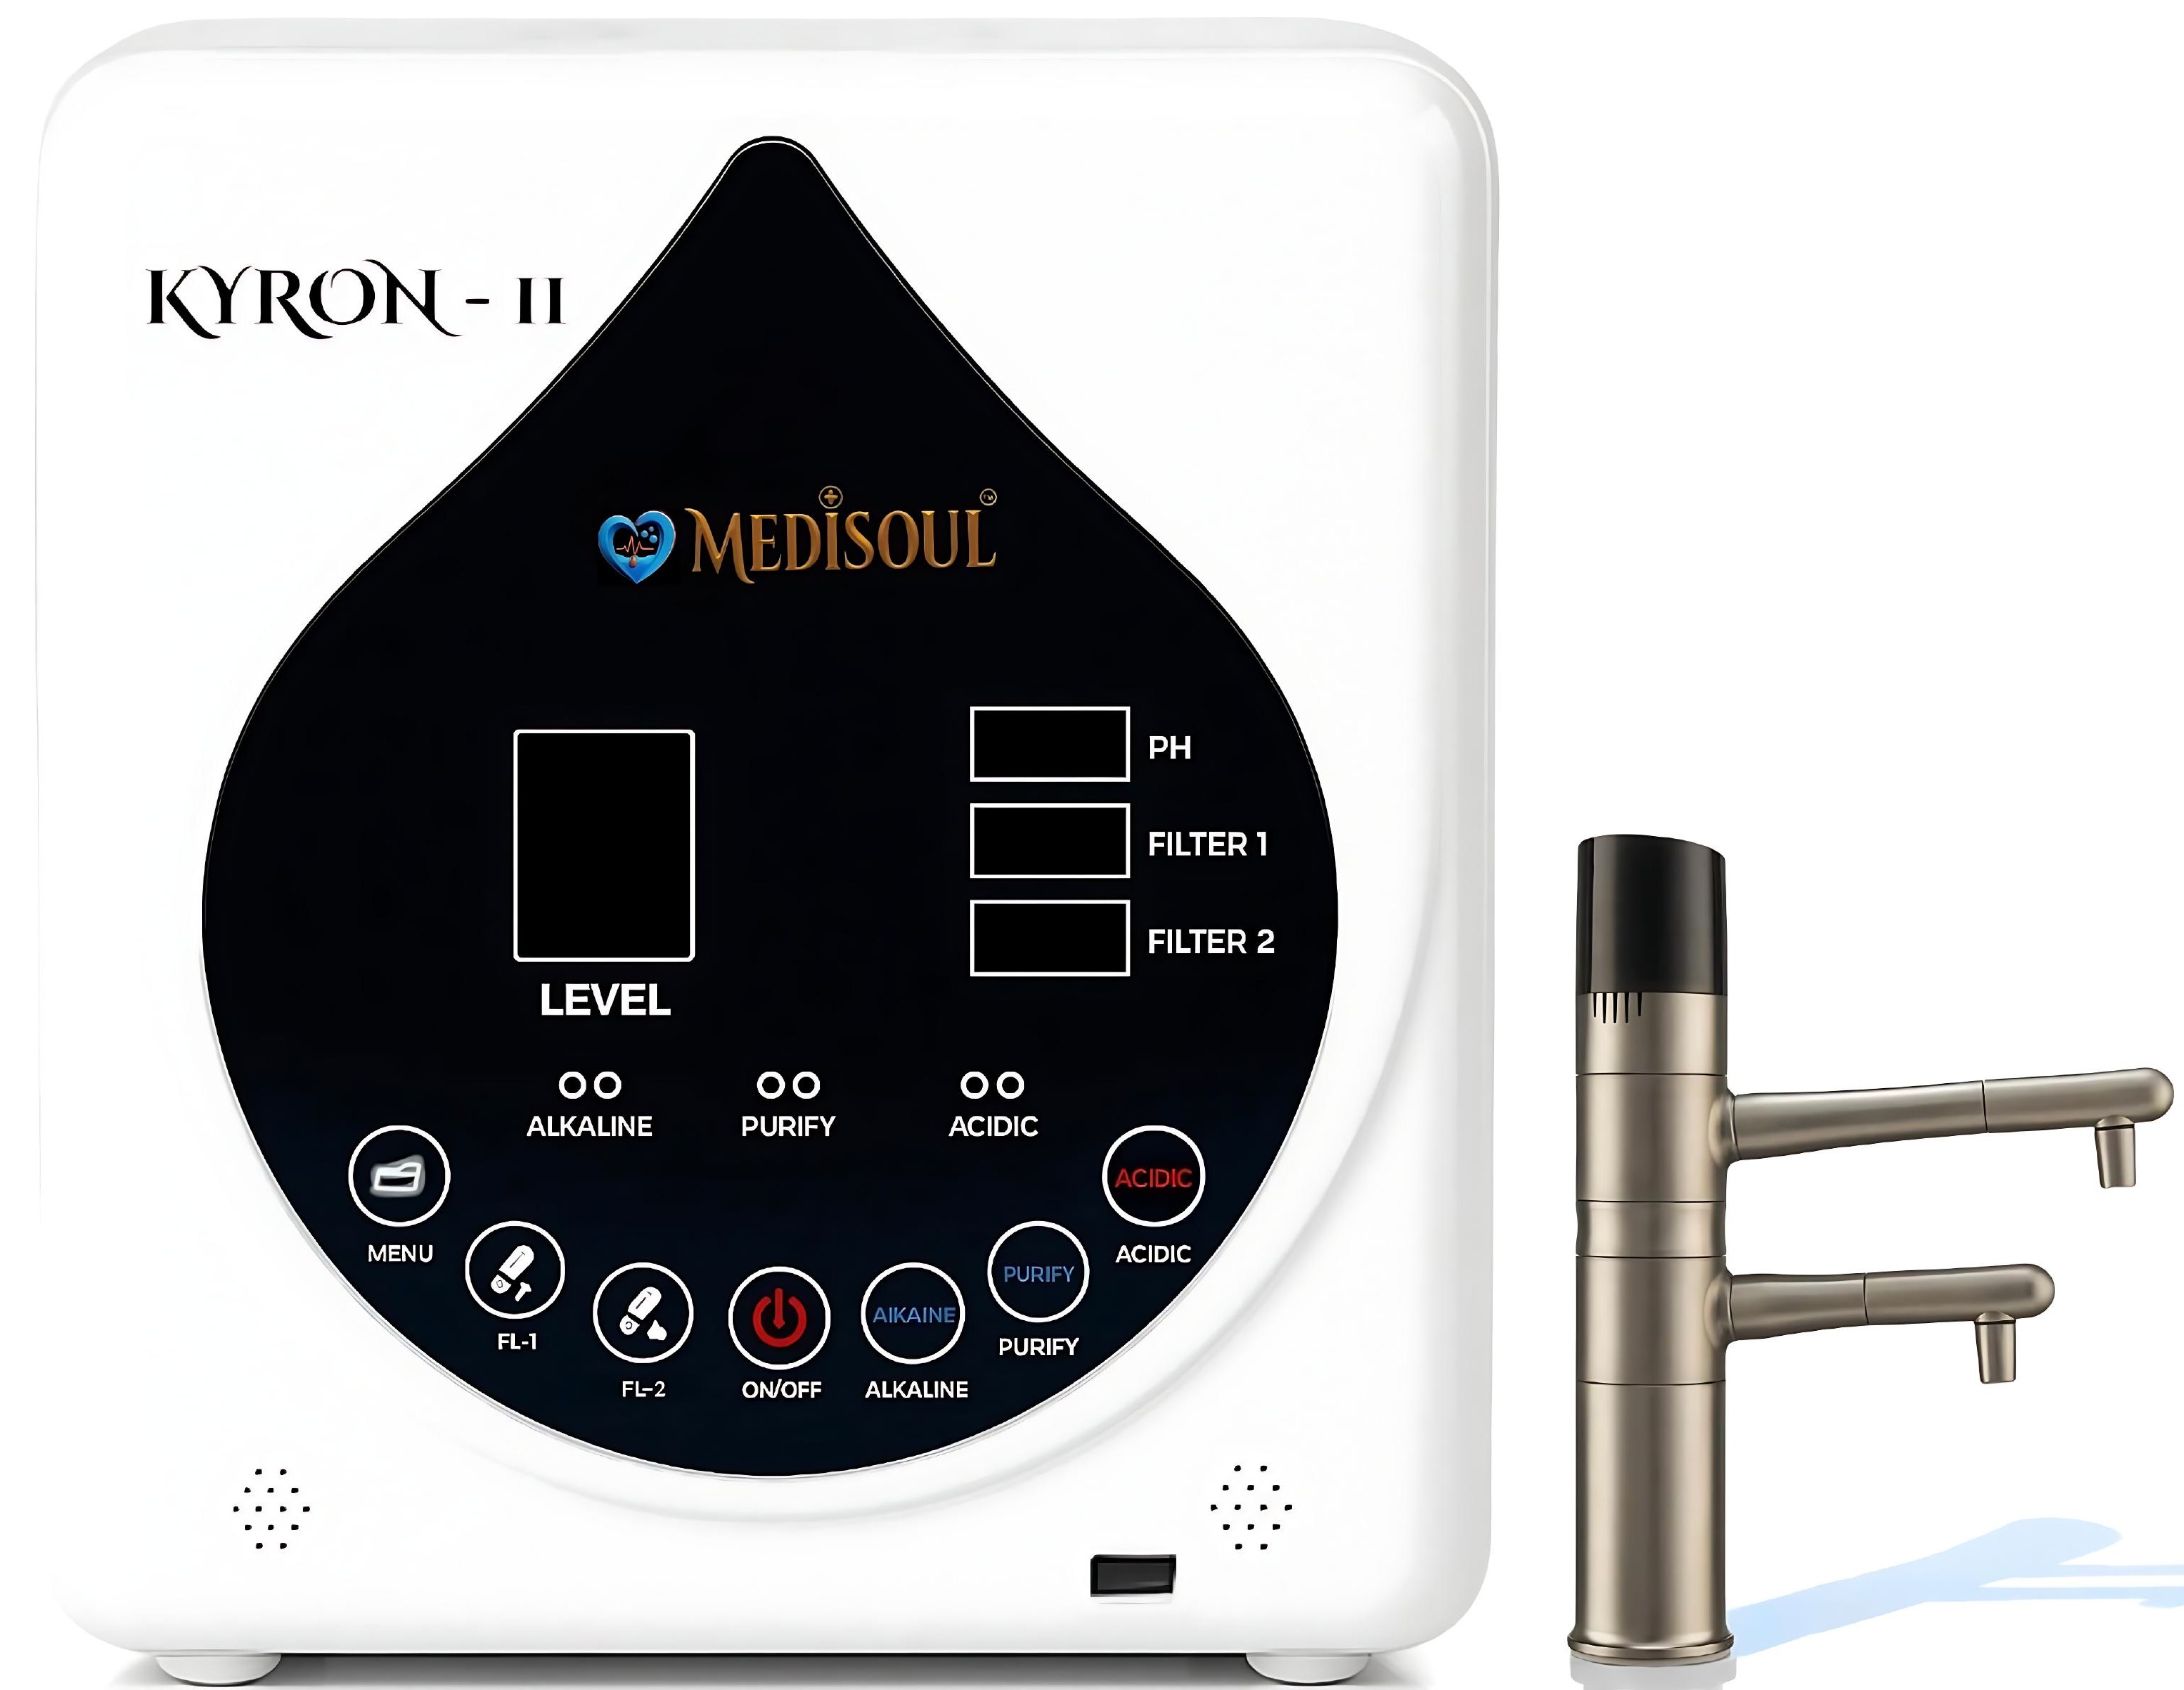 KYRON - II
MEDISOUL TM
PH
FILTER 1
FILTER 2
LEVEL
ALKALINE
PURIFY
ACIDIC
MENU
FL-1
FL-2
ON/OFF
AIKAINE
ALKALINE
PURIFY
PURIFY
ACIDIC
ACIDIC